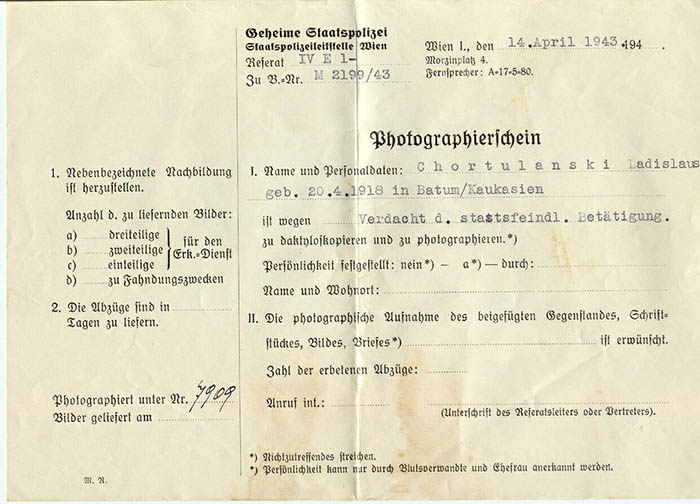 Geheime Staatspolizei
Staatspolizeileitstelle Wien
Referat IV E 1-
Zu B.=Nr. M 2199/43
Wien I., den 14. April 1943. 194
Morzinplatz 4.
Fernsprecher: A=17=5=80.
Photographierschein
1. Nebenbezeichnete Nachbildung
ist herzustellen.
Anzahl d. zu liefernden Bilder:
a) dreiteilige
b) zweiteilige
c) einteilige
für den
Erk.=Dienst
d) zu Fahndungszwecken
2. Die Abzüge sind in
Tagen zu liefern.
Photographiert unter Nr. 7909
Bilder geliefert am
M. R.
I. Name und Personaldaten: Chortulanski Ladislaus
geb. 20.4.1918 in Batum/Kaukasien
ist wegen Verdacht d. staatsfeindl. Betätigung.
zu daktyloskopieren und zu photographieren.*)
Persönlichkeit festgestellt: nein*) – a*) — durch:
Name und Wohnort:
II. Die photographische Aufnahme des beigefügten Gegenstandes, Schrift=
stückes, Bildes, Briefes*) ist erwünscht.
Zahl der erbetenen Abzüge:
Anruf int.:
(Unterschrift des Referatsleiters oder Vertreters).
*) Nichtzutreffendes streichen.
*) Persönlichkeit kann nur durch Blutsverwandte und Ehefrau anerkannt werden.